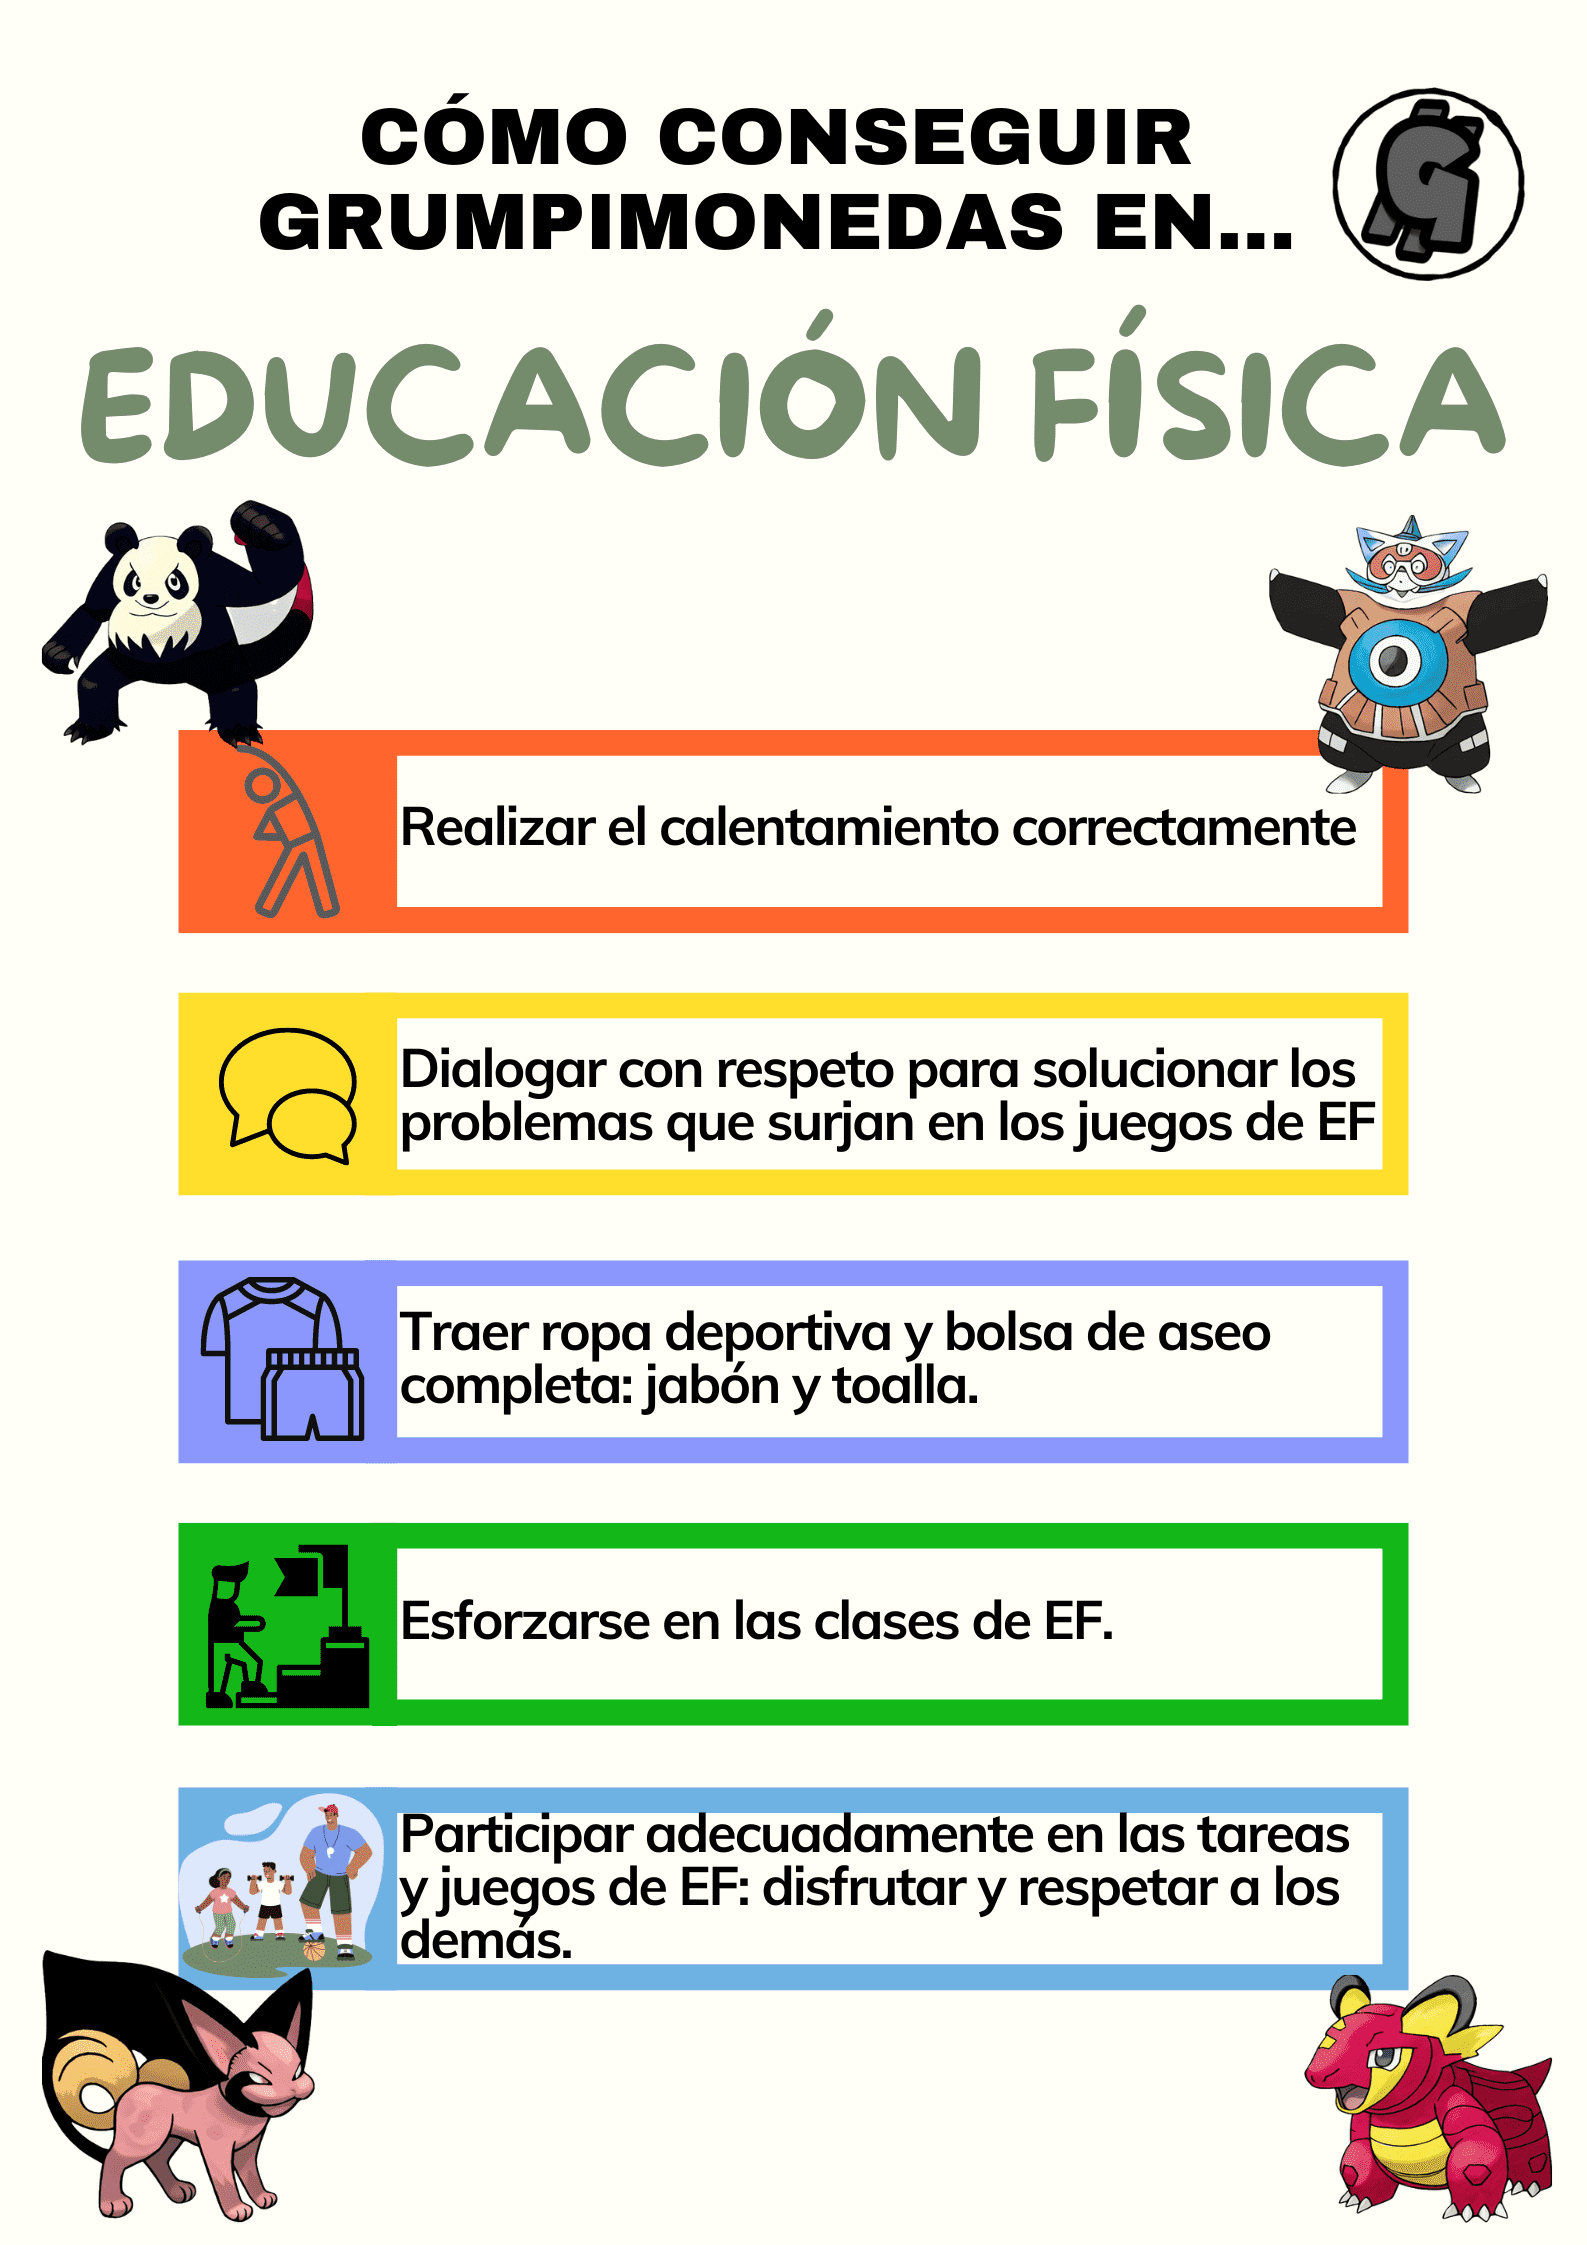 CÓMO CONSEGUIR
GRUMPIMONEDAS EN...
G
EDUCACIÓN FÍSICA
Realizar el calentamiento correctamente
Dialogar con respeto para solucionar los
problemas que surjan en los juegos de EF
Traer ropa deportiva y bolsa de aseo
completa: jabón y toalla.
Esforzarse en las clases de EF.
Participar adecuadamente en las tareas
y juegos de EF: disfrutar y respetar a los
demás.